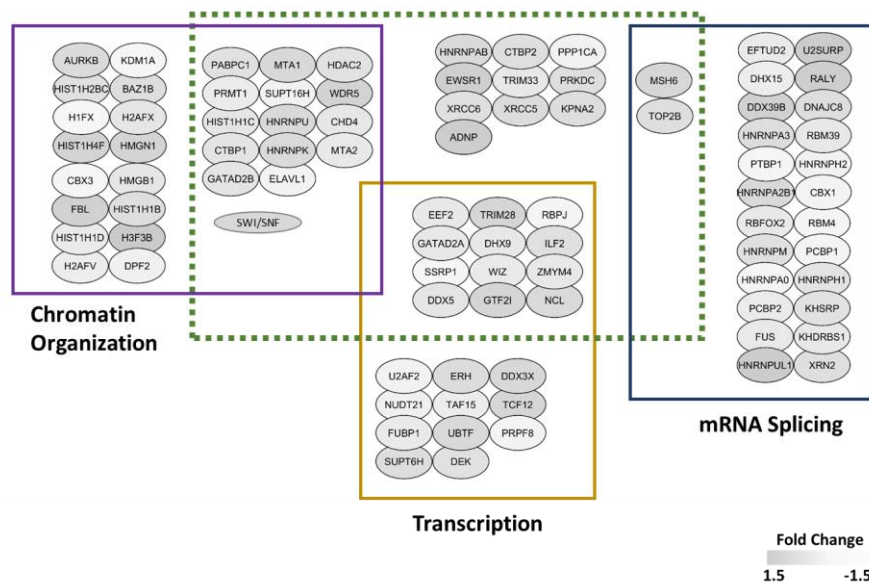 AURKB KDM1A
HIST1H2BC BAZ1B
H1FX H2AFX
HIST1H4F HMGN1
CBX3 HMGB1
FBL HIST1H1B
HIST1H1D H3F3B
H2AFV DPF2
Chromatin
Organization
PABPC1 MTA1 HDAC2
PRMT1 SUPT16H WDR5
HIST1H1C HNRNPU CHD4
CTBP1 HNRNPK MTA2
GATAD2B ELAVL1
SWI/SNF
HNRNPAB CTBP2 PPP1CA
EWSR1 TRIM33 PRKDC
XRCC6 XRCC5 KPNA2
ADNP
EEF2 TRIM28 RBPJ
GATAD2A DHX9 ILF2
SSRP1 WIZ ZMYM4
DDX5 GTF2I NCL
U2AF2 ERH DDX3X
NUDT21 TAF15 TCF12
FUBP1 UBTF PRPF8
SUPT6H DEK
Transcription
MSH6
TOP2B
EFTUD2 U2SURP
DHX15 RALY
DDX39B DNAJC8
HNRNPA3 RBM39
PTBP1 HNRNPH2
HNRNPA2B1 CBX1
RBFOX2 RBM4
HNRNPM PCBP1
HNRNPA0 HNRNPH1
PCBP2 KHSRP
FUS KHDRBS1
HNRNPUL1 XRN2
mRNA Splicing
Fold Change
1.5 -1.5